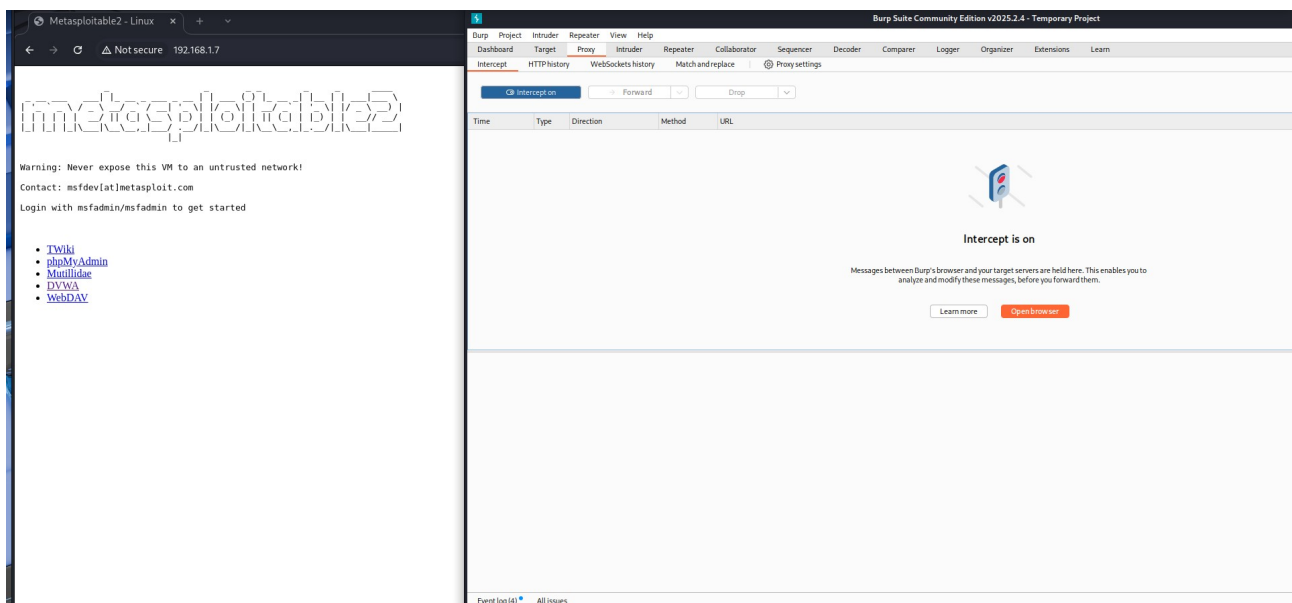 Metasploitable2 - Linux
Not secure 192.168.1.7
metasploitable2
Warning: Never expose this VM to an untrusted network!
Contact: msfdev[at]metasploit.com
Login with msfadmin/msfadmin to get started
TWiki
phpMyAdmin
Mutillidae
DVWA
WebDAV
Burp Suite Community Edition v2025.2.4 - Temporary Project
Burp Project Intruder Repeater View Help
Dashboard Target Proxy Intruder Repeater Collaborator Sequencer Decoder Comparer Logger Organizer Extensions Learn
Intercept HTTP history WebSockets history Match and replace Proxy settings
Intercept on Forward Drop
Time Type Direction Method URL
Intercept is on
Messages between Burp's browser and your target servers are held here. This enables you to
analyze and modify these messages, before you forward them.
Learn more Open browser
Event log (4) All issues